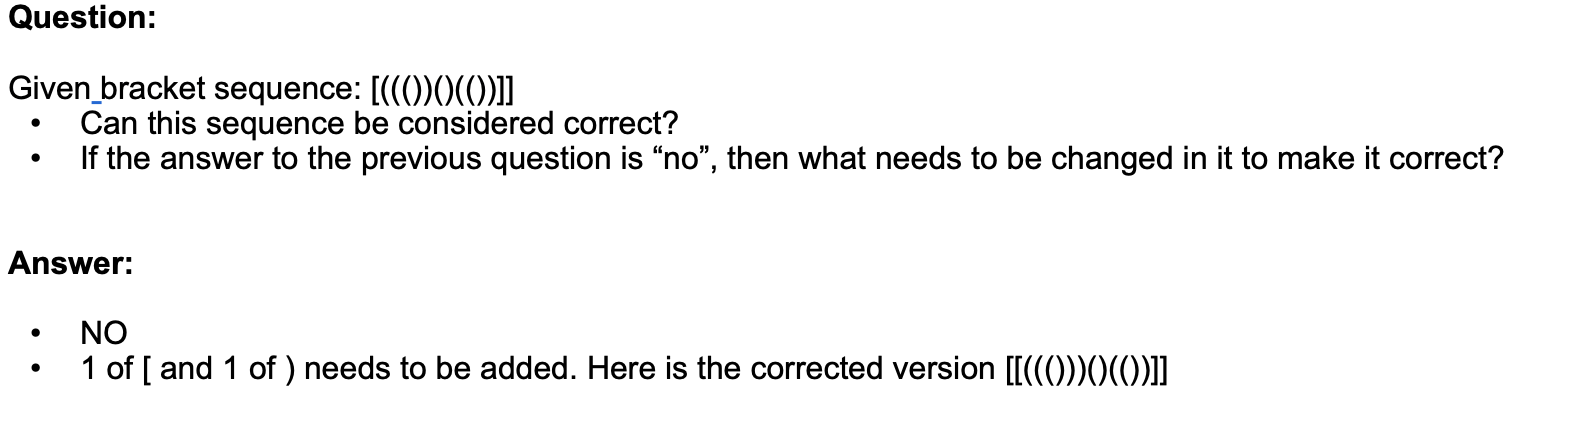 Question:
Given bracket sequence: [((())()(())]]
• Can this sequence be considered correct?
• If the answer to the previous question is “no”, then what needs to be changed in it to make it correct?
Answer:
• NO
• 1 of [ and 1 of ) needs to be added. Here is the corrected version [[((()))()(())]]